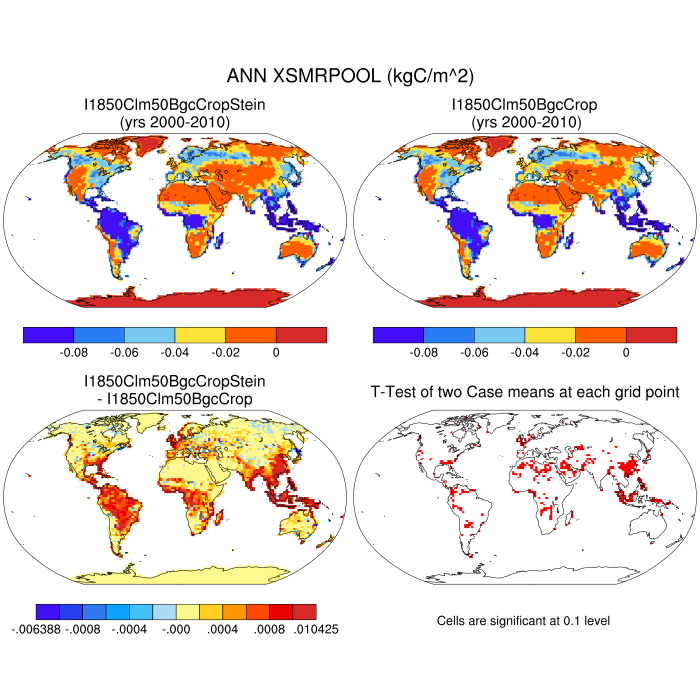 ANN XSMRPOOL (kgC/m^2)
I1850Clm50BgcCropStein
(yrs 2000-2010)
I1850Clm50BgcCrop
(yrs 2000-2010)
-0.08 -0.06 -0.04 -0.02 0
-0.08 -0.06 -0.04 -0.02 0
I1850Clm50BgcCropStein
- I1850Clm50BgcCrop
T-Test of two Case means at each grid point
-.006388 -.0008 -.0004 -.000 .0004 .0008 .010425
Cells are significant at 0.1 level